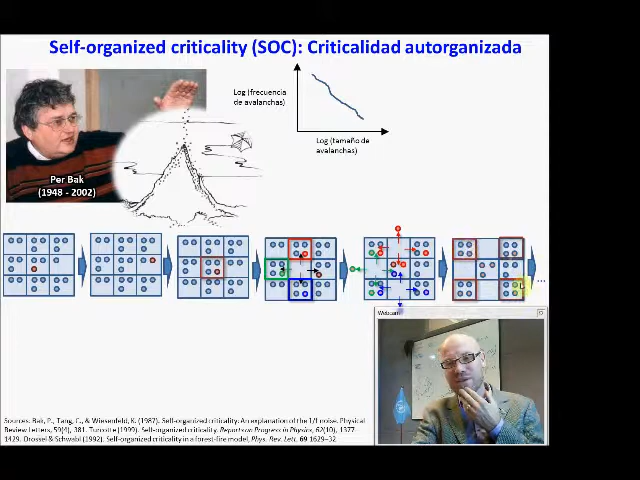 Self-organized criticality (SOC): Criticalidad autorganizada
Log (frecuencia
de avalanchas)
Log (tamaño de
avalanchas)
Per Bak
(1948 - 2002)
...
Webcam
Sources: Bak, P., Tang, C., & Wiesenfeld, K. (1987). Self-organized criticality: An explanation of the 1/f noise. Physical
Review Letters, 59(4), 381. Turcotte (1999). Self-organized criticality. Reports on Progress in Physics, 62(10), 1377-
1429. Drossel & Schwabl (1992). Self-organized criticality in a forest-fire model, Phys. Rev. Lett. 69 1629–32